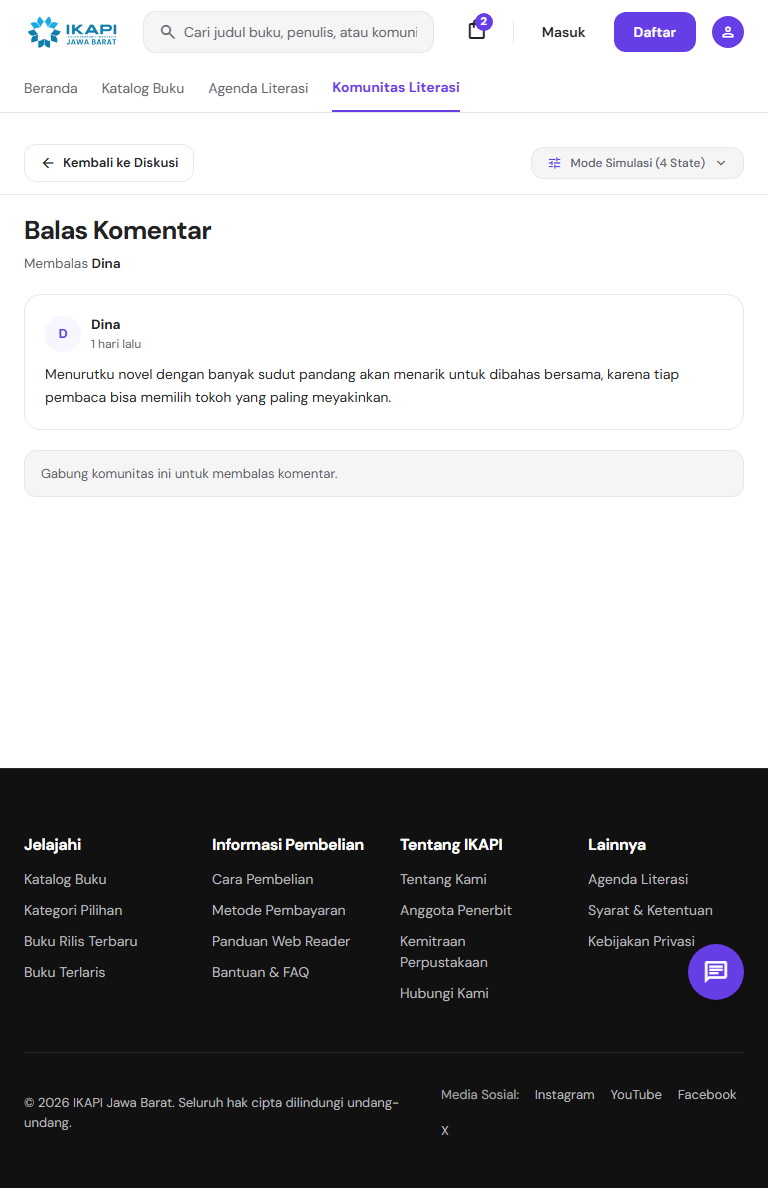 IKAPI
JAWA BARAT
Cari judul buku, penulis, atau komuni
2
Masuk
Daftar
Beranda
Katalog Buku
Agenda Literasi
Komunitas Literasi
Kembali ke Diskusi
Mode Simulasi (4 State)
Balas Komentar
Membalas Dina
D
Dina
1 hari lalu
Menurutku novel dengan banyak sudut pandang akan menarik untuk dibahas bersama, karena tiap
pembaca bisa memilih tokoh yang paling meyakinkan.
Gabung komunitas ini untuk membalas komentar.
Jelajahi
Katalog Buku
Kategori Pilihan
Buku Rilis Terbaru
Buku Terlaris
Informasi Pembelian
Cara Pembelian
Metode Pembayaran
Panduan Web Reader
Bantuan & FAQ
Tentang IKAPI
Tentang Kami
Anggota Penerbit
Kemitraan
Perpustakaan
Hubungi Kami
Lainnya
Agenda Literasi
Syarat & Ketentuan
Kebijakan Privasi
© 2026 IKAPI Jawa Barat. Seluruh hak cipta dilindungi undang-
undang.
Media Sosial:
Instagram
YouTube
Facebook
X